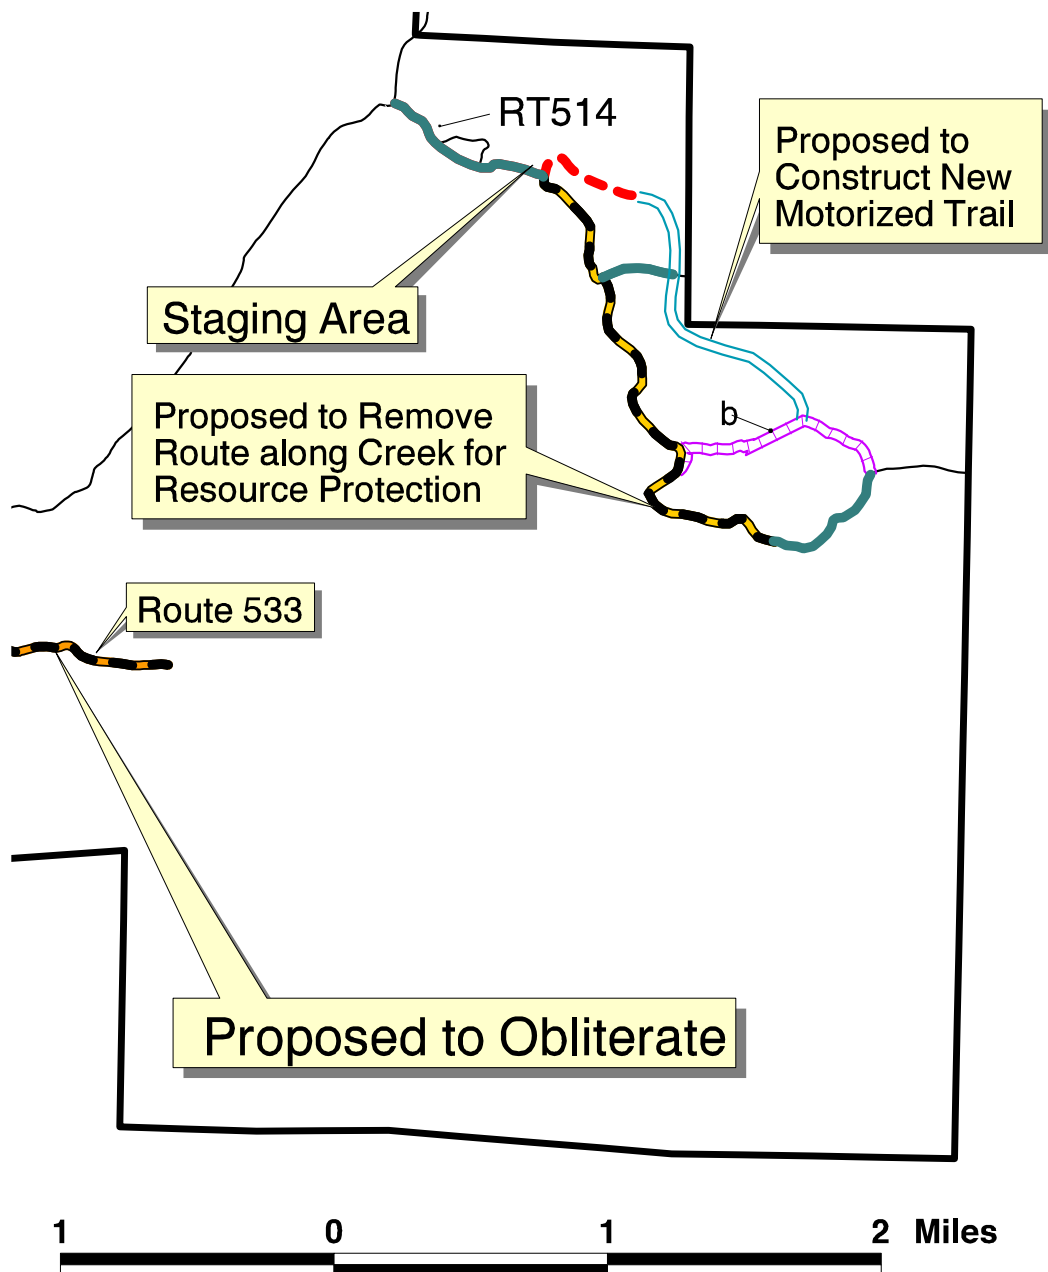 RT514
Proposed to
Construct New
Motorized Trail
Staging Area
Proposed to Remove
Route along Creek for
Resource Protection
b
Route 533
Proposed to Obliterate
1 0 1 2 Miles